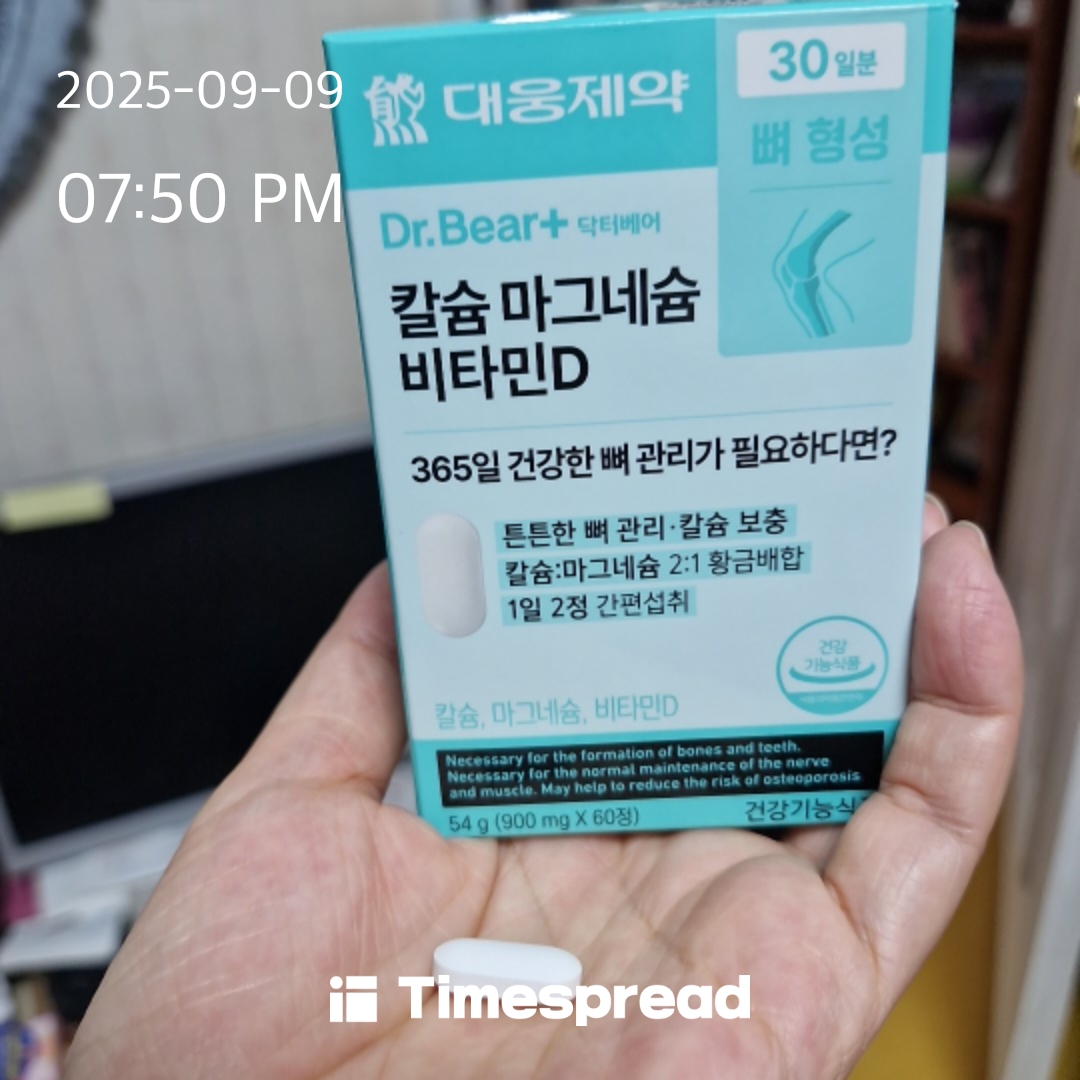 2025-09-09
07:50 PM
대웅제약
30일분
뼈 형성
Dr.Bear+ 닥터베어
칼슘 마그네슘
비타민D
365일 건강한 뼈 관리가 필요하다면?
튼튼한 뼈 관리·칼슘 보충
칼슘:마그네슘 2:1 황금배합
1일 2정 간편섭취
건강
기능식품
칼슘, 마그네슘, 비타민D
Necessary for the formation of bones and teeth.
Necessary for the normal maintenance of the nerve
and muscle. May help to reduce the risk of osteoporosis
54 g (900 mg X 60정)
건강기능식
Timespread